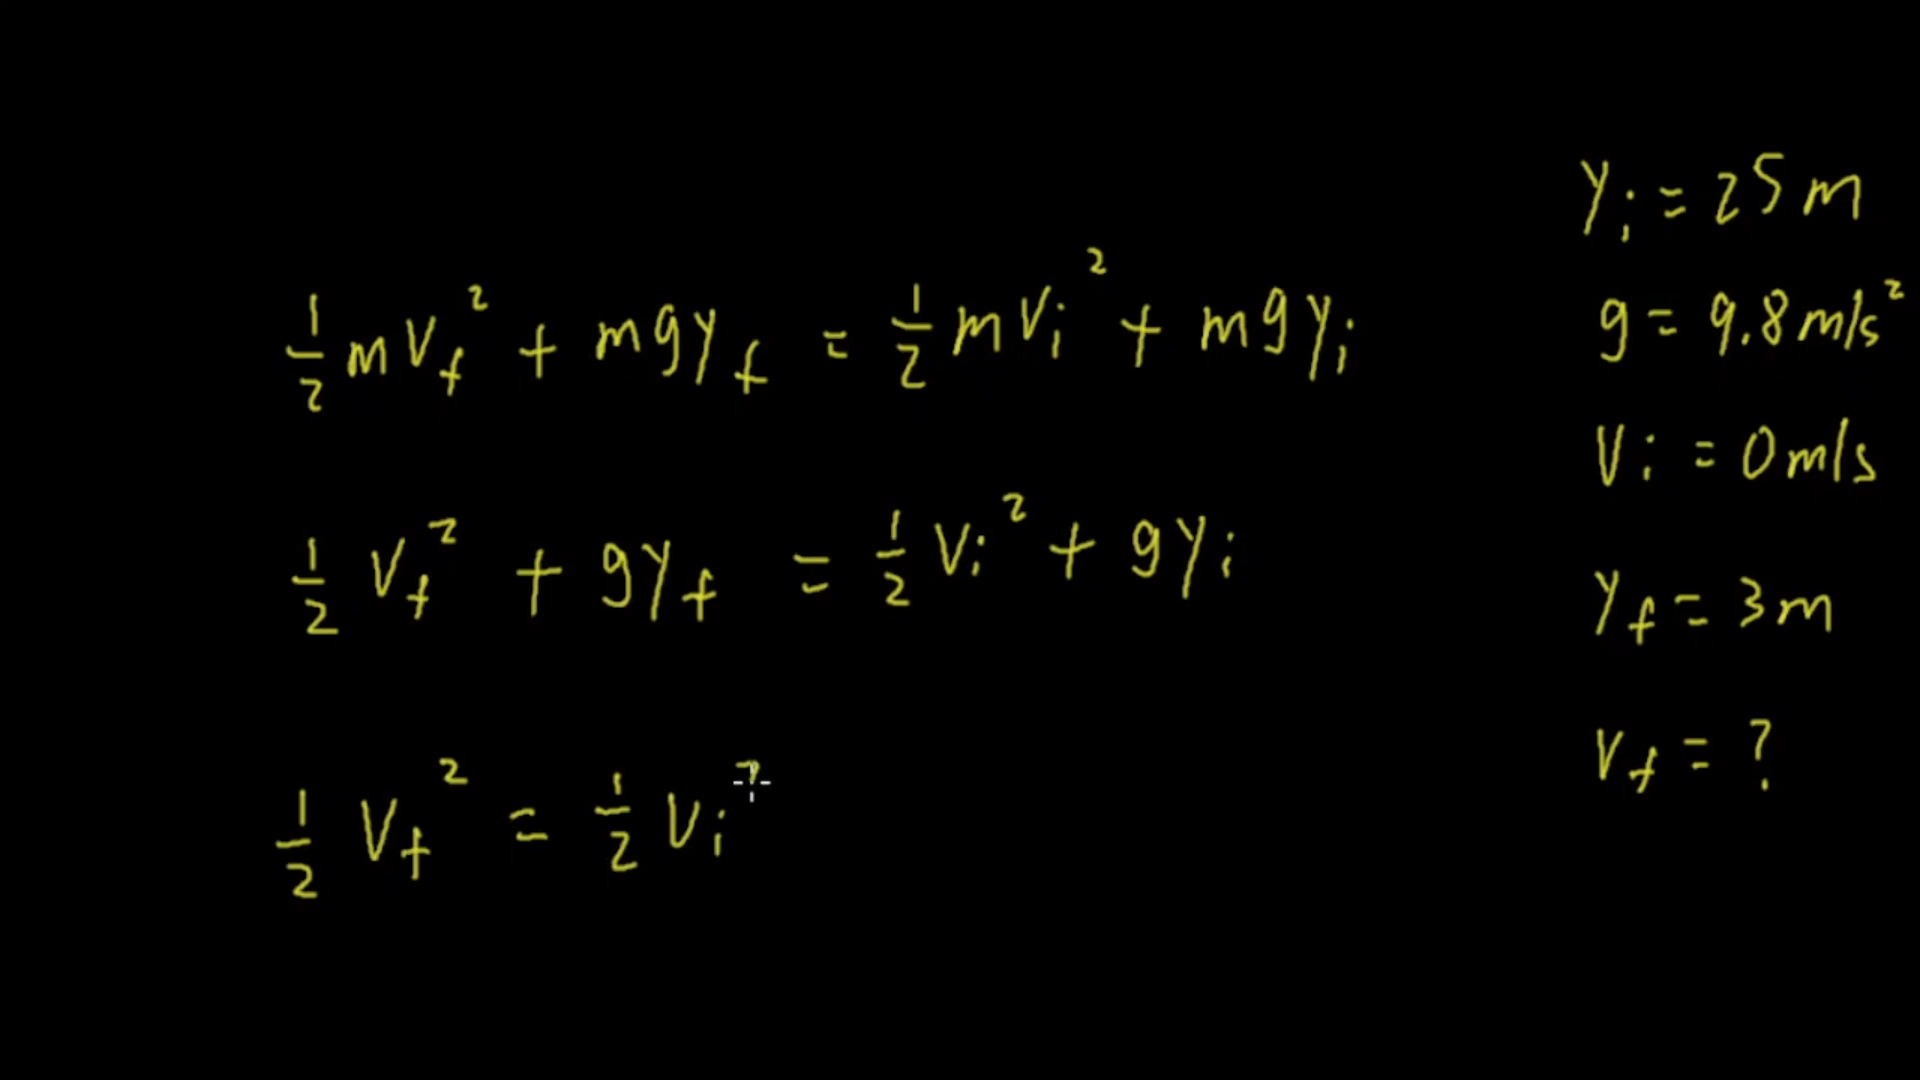 ½mv_f² + mgy_f = ½mv_i² + mgy_i
½v_f² + gy_f = ½v_i² + gy_i
½v_f² = ½v_i²
y_i = 25 m
g = 9.8 m/s²
v_i = 0 m/s
y_f = 3 m
v_f = ?